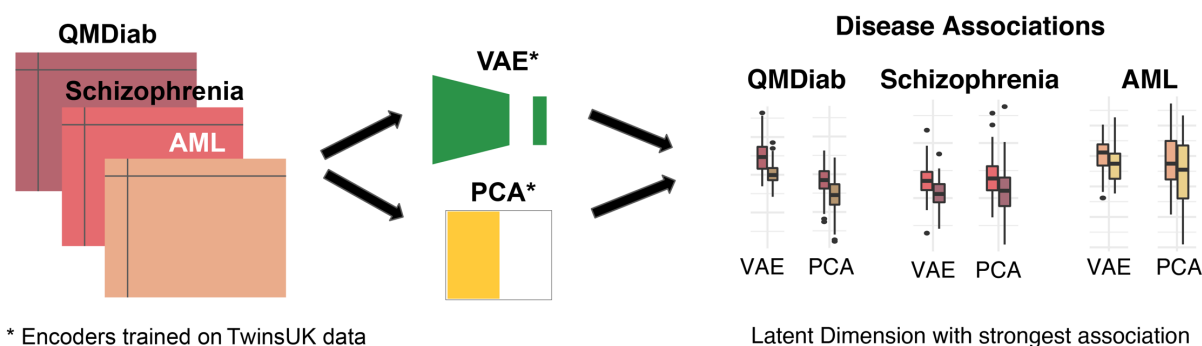 QMDiab
Schizophrenia
AML
* Encoders trained on TwinsUK data
VAE*
PCA*
Disease Associations
QMDiab Schizophrenia AML
VAE PCA VAE PCA VAE PCA
Latent Dimension with strongest association